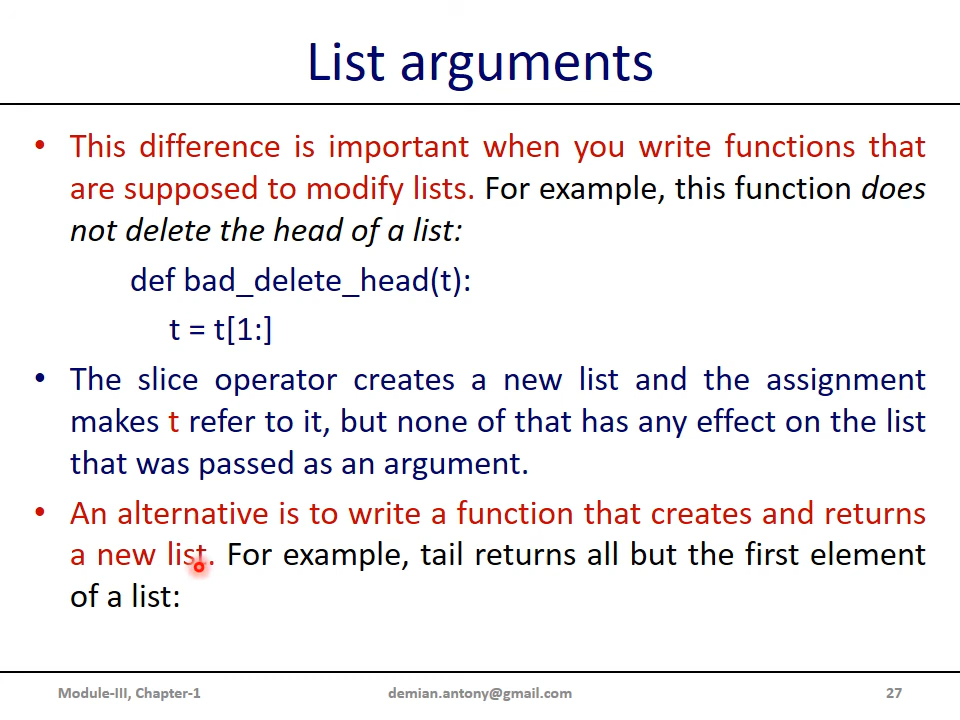 List arguments
• This difference is important when you write functions that
are supposed to modify lists. For example, this function does
not delete the head of a list:
def bad_delete_head(t):
t = t[1:]
• The slice operator creates a new list and the assignment
makes t refer to it, but none of that has any effect on the list
that was passed as an argument.
• An alternative is to write a function that creates and returns
a new list. For example, tail returns all but the first element
of a list:
Module-III, Chapter-1
demian.antony@gmail.com
27